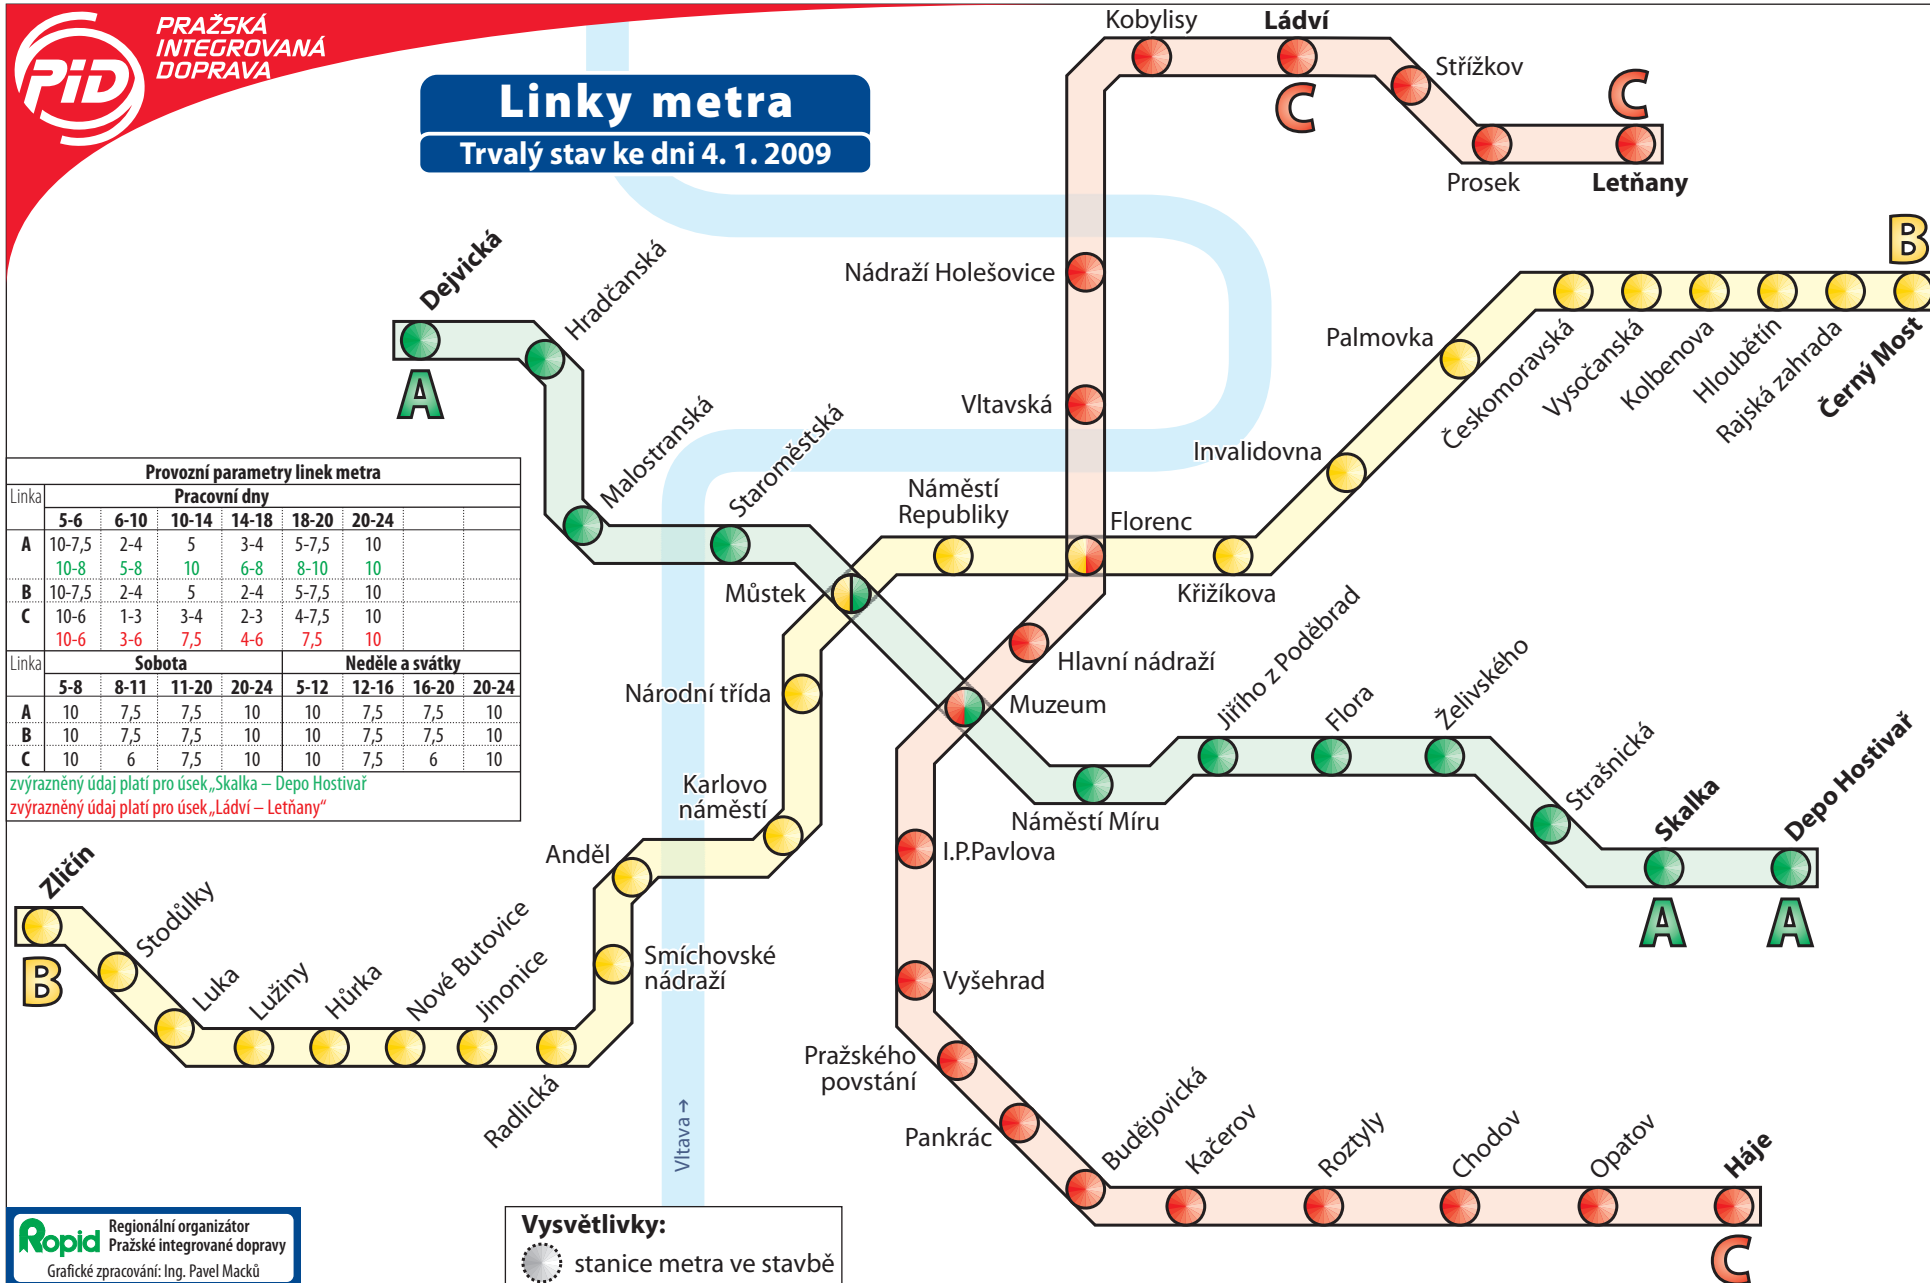 PRAŽSKÁ
INTEGROVANÁ
DOPRAVA
PID
Linky metra
Trvalý stav ke dni 4. 1. 2009
Kobylisy
Ládví
C
Střížkov
C
Prosek
Letňany
Nádraží Holešovice
Vltavská
Dejvická
A
Hradčanská
Malostranská
Staroměstská
Můstek
Náměstí
Republiky
Florenc
Křižíkova
Invalidovna
Palmovka
Českomoravská
Vysočanská
Kolbenova
Hloubětín
Rajská zahrada
B
Černý Most
Hlavní nádraží
Muzeum
Národní třída
Karlovo
náměstí
Anděl
Smíchovské
nádraží
Radlická
Jinonice
Nové Butovice
Hůrka
Lužiny
Luka
Stodůlky
Zličín
B
Náměstí Míru
Jiřího z Poděbrad
Flora
Želivského
Strašnická
Skalka
A
Depo Hostivař
A
I.P.Pavlova
Vyšehrad
Pražského
povstání
Pankrác
Budějovická
Kačerov
Roztyly
Chodov
Opatov
Háje
C
Vltava →
Provozní parametry linek metra
Linka Pracovní dny
5-6 6-10 10-14 14-18 18-20 20-24
A 10-7,5 2-4 5 3-4 5-7,5 10
10-8 5-8 10 6-8 8-10 10
B 10-7,5 2-4 5 2-4 5-7,5 10
C 10-6 1-3 3-4 2-3 4-7,5 10
10-6 3-6 7,5 4-6 7,5 10
Linka Sobota Neděle a svátky
5-8 8-11 11-20 20-24 5-12 12-16 16-20 20-24
A 10 7,5 7,5 10 10 7,5 7,5 10
B 10 7,5 7,5 10 10 7,5 7,5 10
C 10 6 7,5 10 10 7,5 6 10
zvýrazněný údaj platí pro úsek „Skalka – Depo Hostivař
zvýrazněný údaj platí pro úsek „Ládví – Letňany“
Ropid
Regionální organizátor
Pražské integrované dopravy
Grafické zpracování: Ing. Pavel Macků
Vysvětlivky:
stanice metra ve stavbě